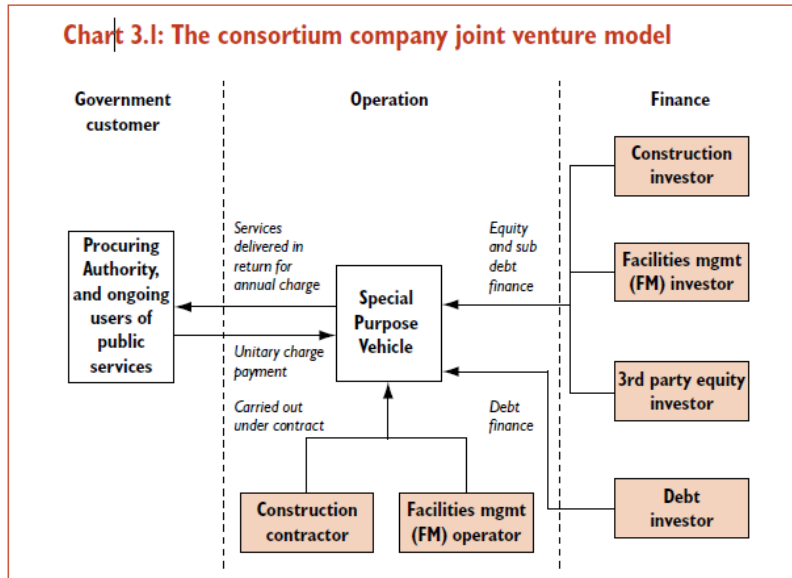 Chart 3.1: The consortium company joint venture model
Government
customer
Operation
Finance
Construction
investor
Services
delivered in
return for
annual charge
Equity
and sub
debt
finance
Procuring
Authority,
and ongoing
users of
public
services
Special
Purpose
Vehicle
Facilities mgmt
(FM) investor
Unitary charge
payment
Carried out
under contract
Debt
finance
3rd party equity
investor
Construction
contractor
Facilities mgmt
(FM) operator
Debt
investor